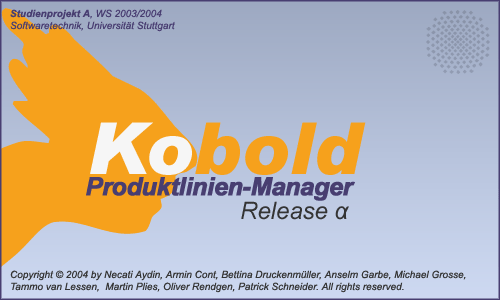 Studienprojekt A, WS 2003/2004
Softwaretechnik, Universität Stuttgart
Kobold
Produktlinien-Manager
Release α
Copyright © 2004 by Necati Aydin, Armin Cont, Bettina Druckenmüller, Anselm Garbe, Michael Grosse,
Tammo van Lessen, Martin Plies, Oliver Rendgen, Patrick Schneider. All rights reserved.